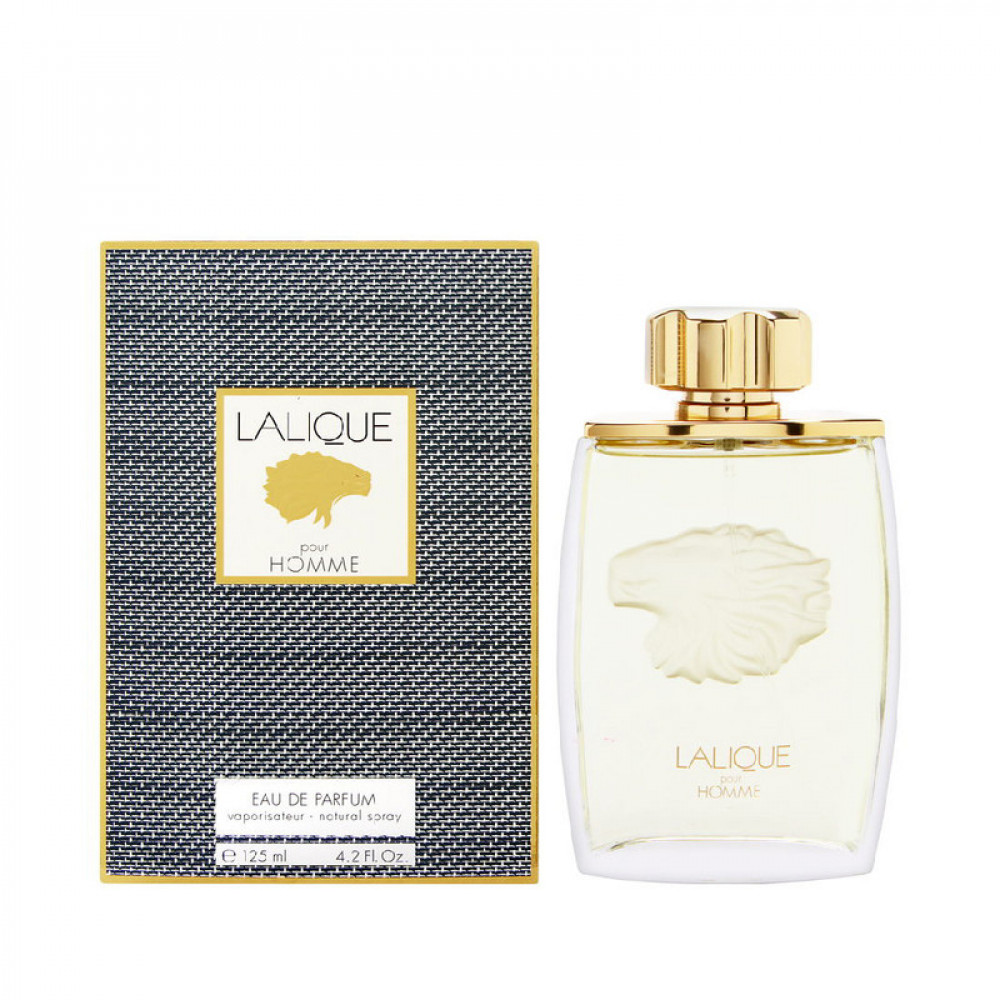 LALIQUE
pour
HOMME
EAU DE PARFUM
vaporisateur - natural spray
℮ 125 ml 4.2 Fl. Oz.
LALIQUE
pour
HOMME